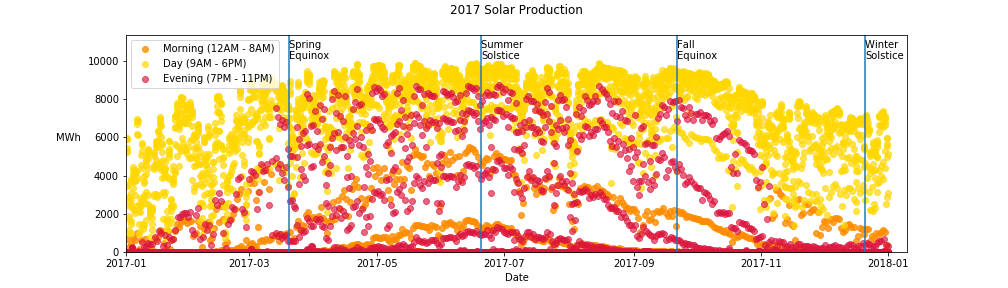 2017 Solar Production
Morning (12AM - 8AM)
Day (9AM - 6PM)
Evening (7PM - 11PM)
Spring
Equinox
Summer
Solstice
Fall
Equinox
Winter
Solstice
MWh
10000
8000
6000
4000
2000
0
2017-01
2017-03
2017-05
2017-07
2017-09
2017-11
2018-01
Date